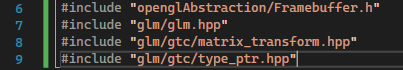 6 #include "openglAbstraction/Framebuffer.h"
7 #include "glm/glm.hpp"
8 #include "glm/gtc/matrix_transform.hpp"
9 #include "glm/gtc/type_ptr.hpp"